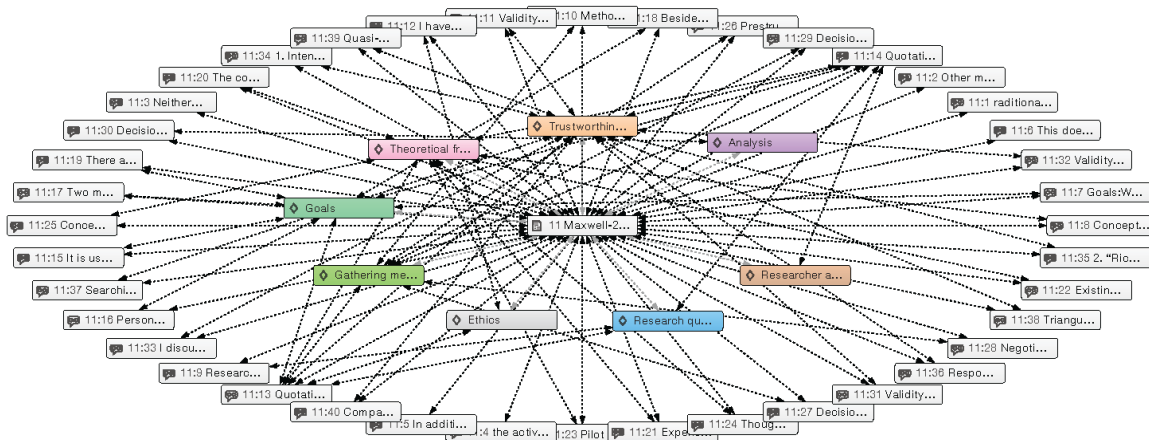 11:10 Metho...
11:11 Validity...
11:18 Beside...
11:12 I have...
11:26 Prestru
11:39 Quasi-...
11:29 Decisio...
11:34 1. Inten...
11:14 Quotati...
11:20 The co...
11:2 Other m...
11:3 Neither...
11:1 raditiona...
11:30 Decisio...
11:6 This doe...
11:19 There a...
11:32 Validity...
11:17 Two m...
11:7 Goals:W...
11:25 Conce...
11:8 Concept...
11:15 It is us...
11:35 2. “Ric...
11:37 Searchi...
11:22 Existin...
11:16 Person...
11:38 Triangu...
11:33 I discu...
11:28 Negoti...
11:9 Researc...
11:36 Respo...
11:13 Quotati...
11:31 Validity...
11:40 Compa...
11:27 Decisio...
11:5 In additi...
11:24 Thoug...
11:4 the activ...
11:21 Experi...
1:23 Pilot
Trustworthin...
Theoretical fr...
Analysis
Goals
11 Maxwell-2...
Gathering me...
Researcher a...
Ethios
Research qu...